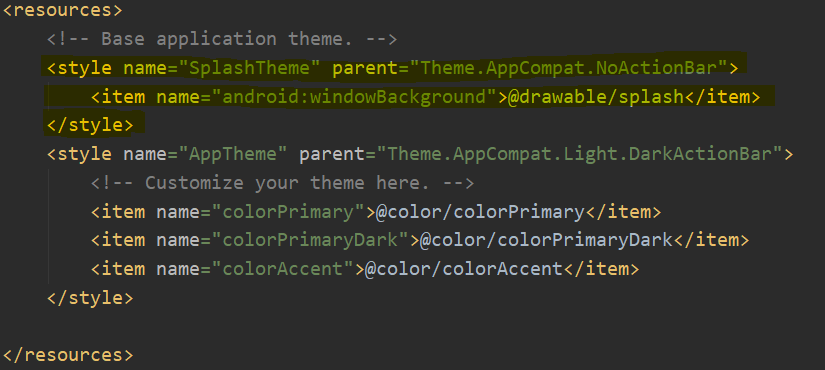 <resources>
    <!-- Base application theme. -->
    <style name="SplashTheme" parent="Theme.AppCompat.NoActionBar">
        <item name="android:windowBackground">@drawable/splash</item>
    </style>
    <style name="AppTheme" parent="Theme.AppCompat.Light.DarkActionBar">
        <!-- Customize your theme here. -->
        <item name="colorPrimary">@color/colorPrimary</item>
        <item name="colorPrimaryDark">@color/colorPrimaryDark</item>
        <item name="colorAccent">@color/colorAccent</item>
    </style>

</resources>